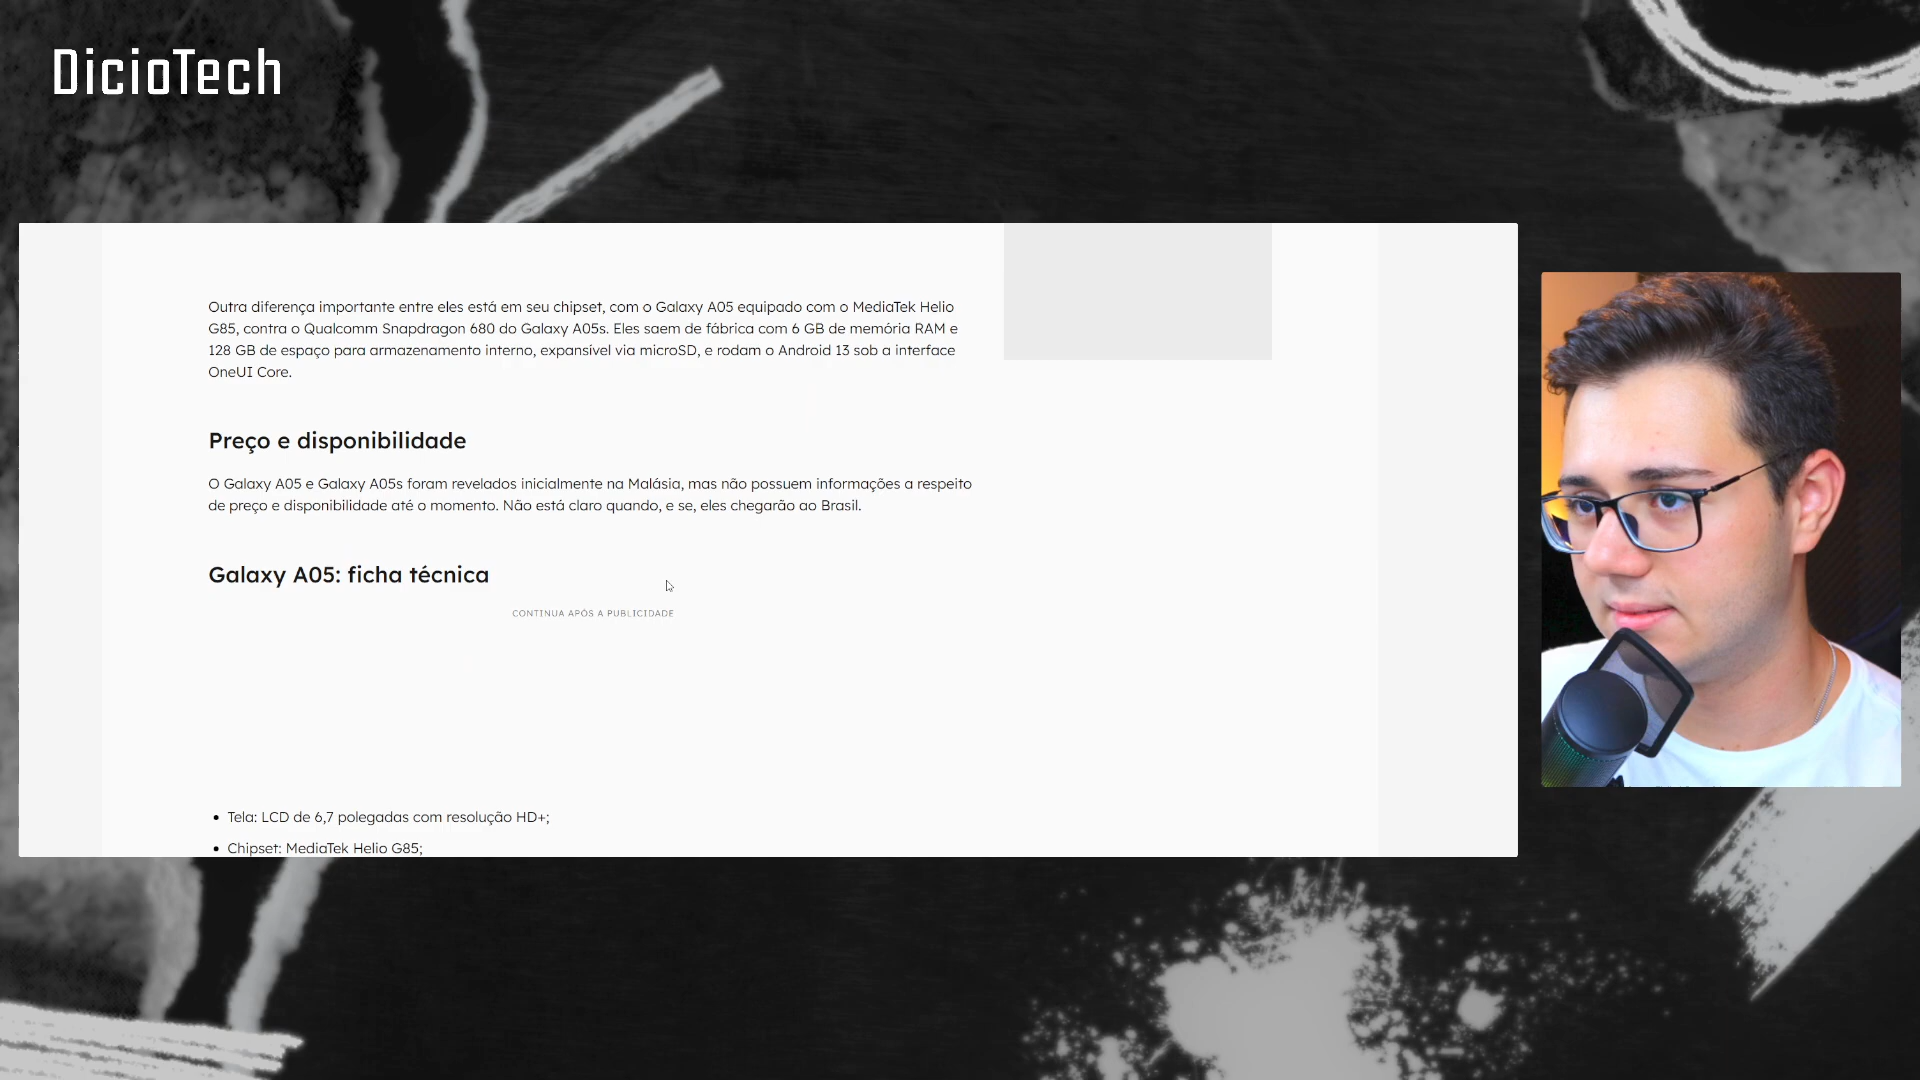 DicioTech
Outra diferença importante entre eles está em seu chipset, com o Galaxy A05 equipado com o MediaTek Helio
G85, contra o Qualcomm Snapdragon 680 do Galaxy A05s. Eles saem de fábrica com 6 GB de memória RAM e
128 GB de espaço para armazenamento interno, expansível via microSD, e rodam o Android 13 sob a interface
OneUI Core.
Preço e disponibilidade
O Galaxy A05 e Galaxy A05s foram revelados inicialmente na Malásia, mas não possuem informações a respeito
de preço e disponibilidade até o momento. Não está claro quando, e se, eles chegarão ao Brasil.
Galaxy A05: ficha técnica
CONTINUA APÓS A PUBLICIDADE
• Tela: LCD de 6,7 polegadas com resolução HD+;
• Chipset: MediaTek Helio G85;